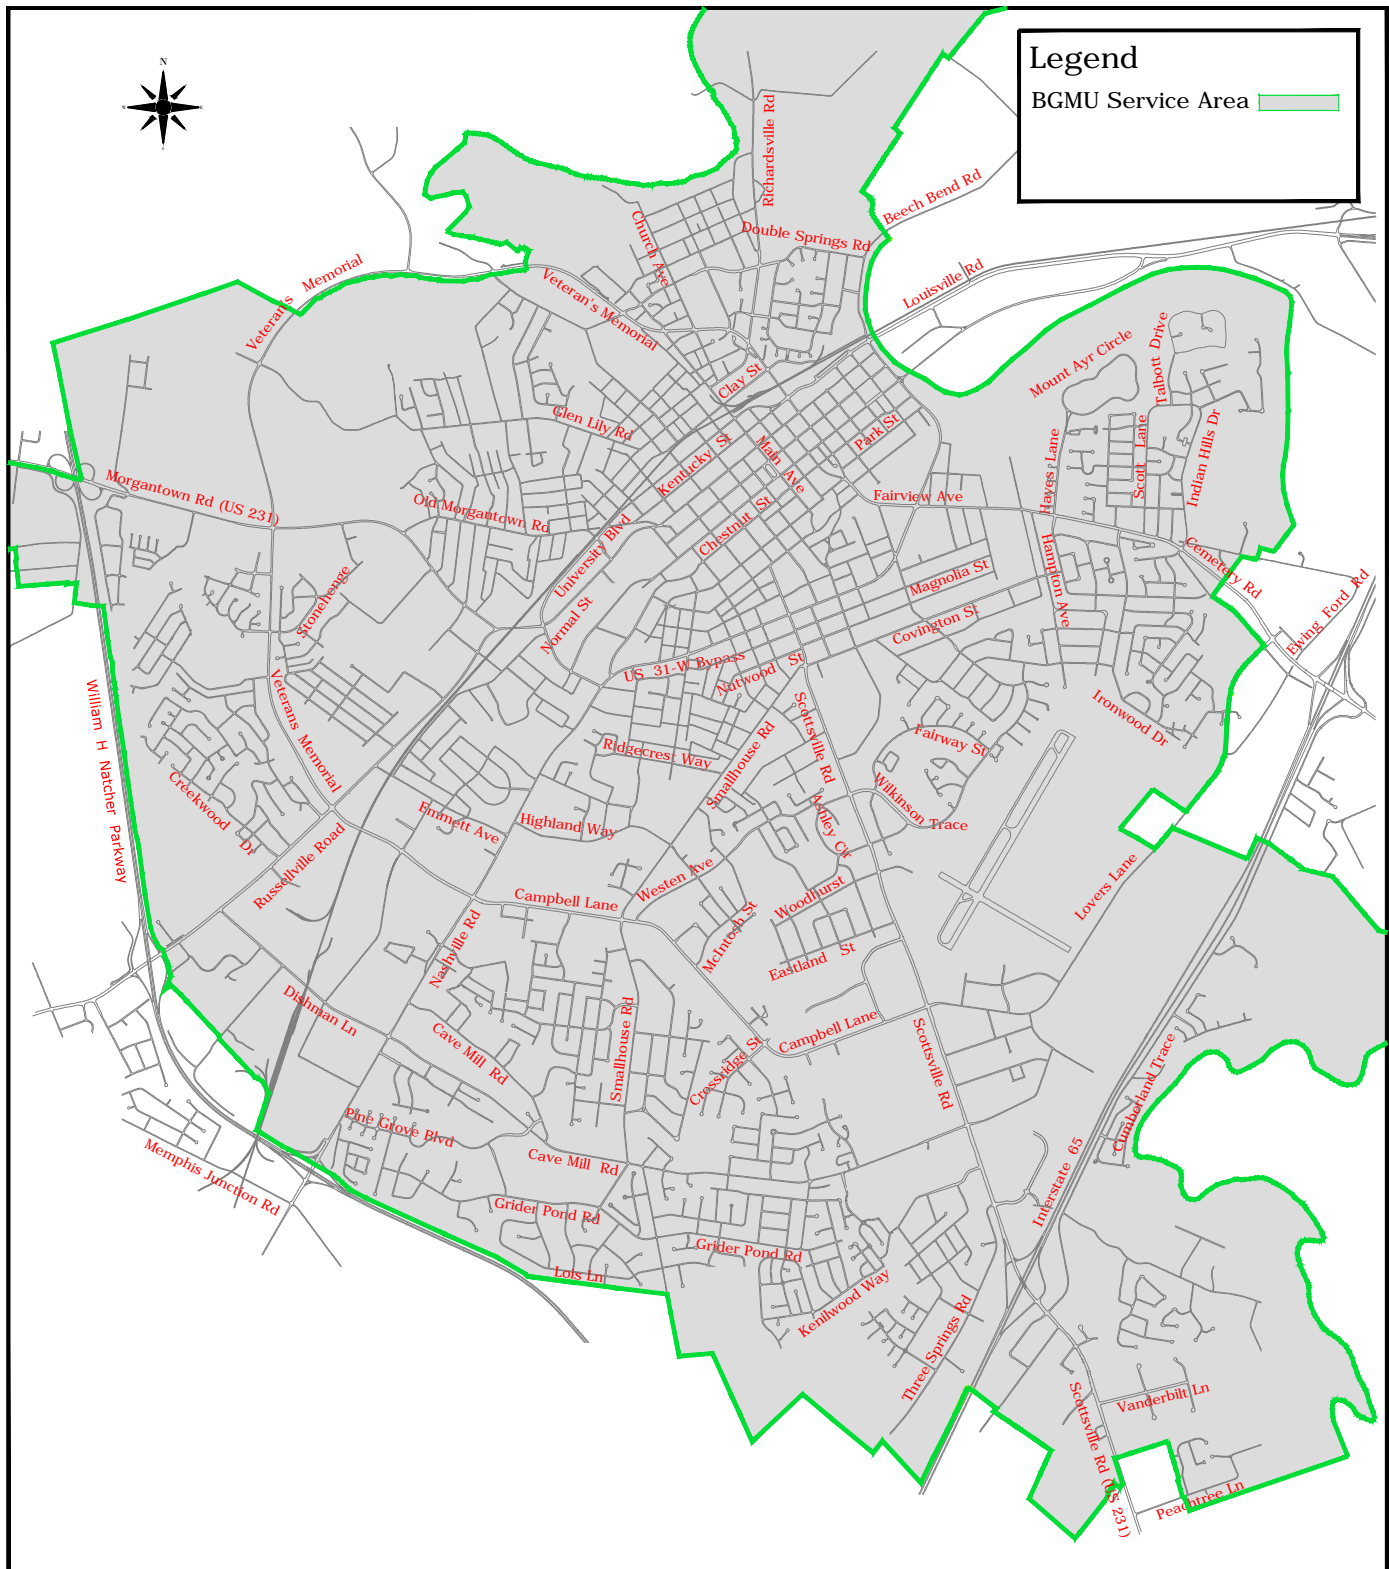 N
Legend
BGMU Service Area
Richardsville Rd
Beech Bend Rd
Church Ave
Double Springs Rd
Veteran's Memorial
Veteran's Memorial
Louisville Rd
Mount Ayr Circle
Talbott Drive
Clay St
Glen Lily Rd
Park St
Kentucky St
Main Ave
Hayes Lane
Scott Lane
Indian Hills Dr
Morgantown Rd (US 231)
Old Morgantown Rd
Fairview Ave
Chestnut St
University Blvd
Cemetery Rd
Stonehenge
Normal St
Magnolia St
Hampton Ave
Covington St
Ewing Ford Rd
US 31-W Bypass
Nutwood St
William H Natcher Parkway
Veterans Memorial
Scottsville Rd
Ironwood Dr
Ridgecrest Way
Smallhouse Rd
Fairway St
Creekwood Dr
Wilkinson Trace
Emmett Ave
Highland Way
Ashley Cir
Russellville Road
Westen Ave
Lovers Lane
Campbell Lane
Woodhurst
McIntosh St
Nashville Rd
Eastland St
Dishman Ln
Cave Mill Rd
Smallhouse Rd
Campbell Lane
Crossridge St
Scottsville Rd
Cumberland Trace
Pine Grove Blvd
Cave Mill Rd
Memphis Junction Rd
Interstate 65
Grider Pond Rd
Grider Pond Rd
Lois Ln
Kenilwood Way
Three Springs Rd
Vanderbilt Ln
Scottsville Rd (US 231)
Peachtree Ln